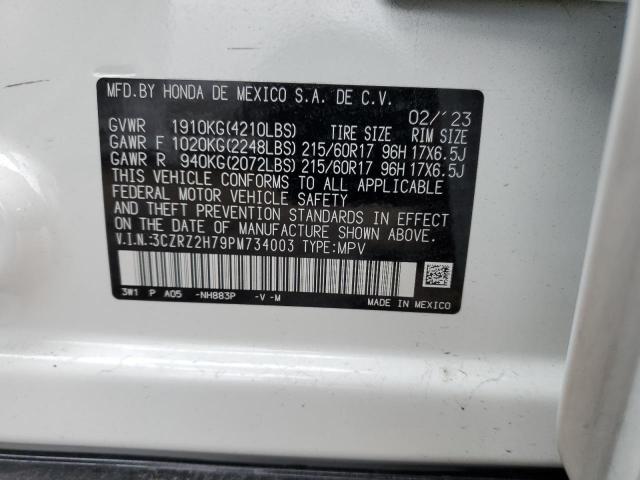 MFD.BY HONDA DE MEXICO S.A. DE C.V.
02/'23
GVWR 1910KG(4210LBS) TIRE SIZE RIM SIZE
GAWR F 1020KG(2248LBS) 215/60R17 96H 17X6.5J
GAWR R 940KG(2072LBS) 215/60R17 96H 17X6.5J
THIS VEHICLE CONFORMS TO ALL APPLICABLE
FEDERAL MOTOR VEHICLE SAFETY
AND THEFT PREVENTION STANDARDS IN EFFECT
ON THE DATE OF MANUFACTURE SHOWN ABOVE.
V.I.N.:3CZRZ2H79PM734003 TYPE:MPV
3W1 P A05 -NH883P -V -M
MADE IN MEXICO